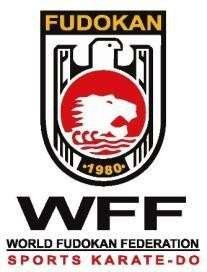 FUDOKAN
•1980•
WFF
WORLD FUDOKAN FEDERATION
SPORTS KARATE-DO